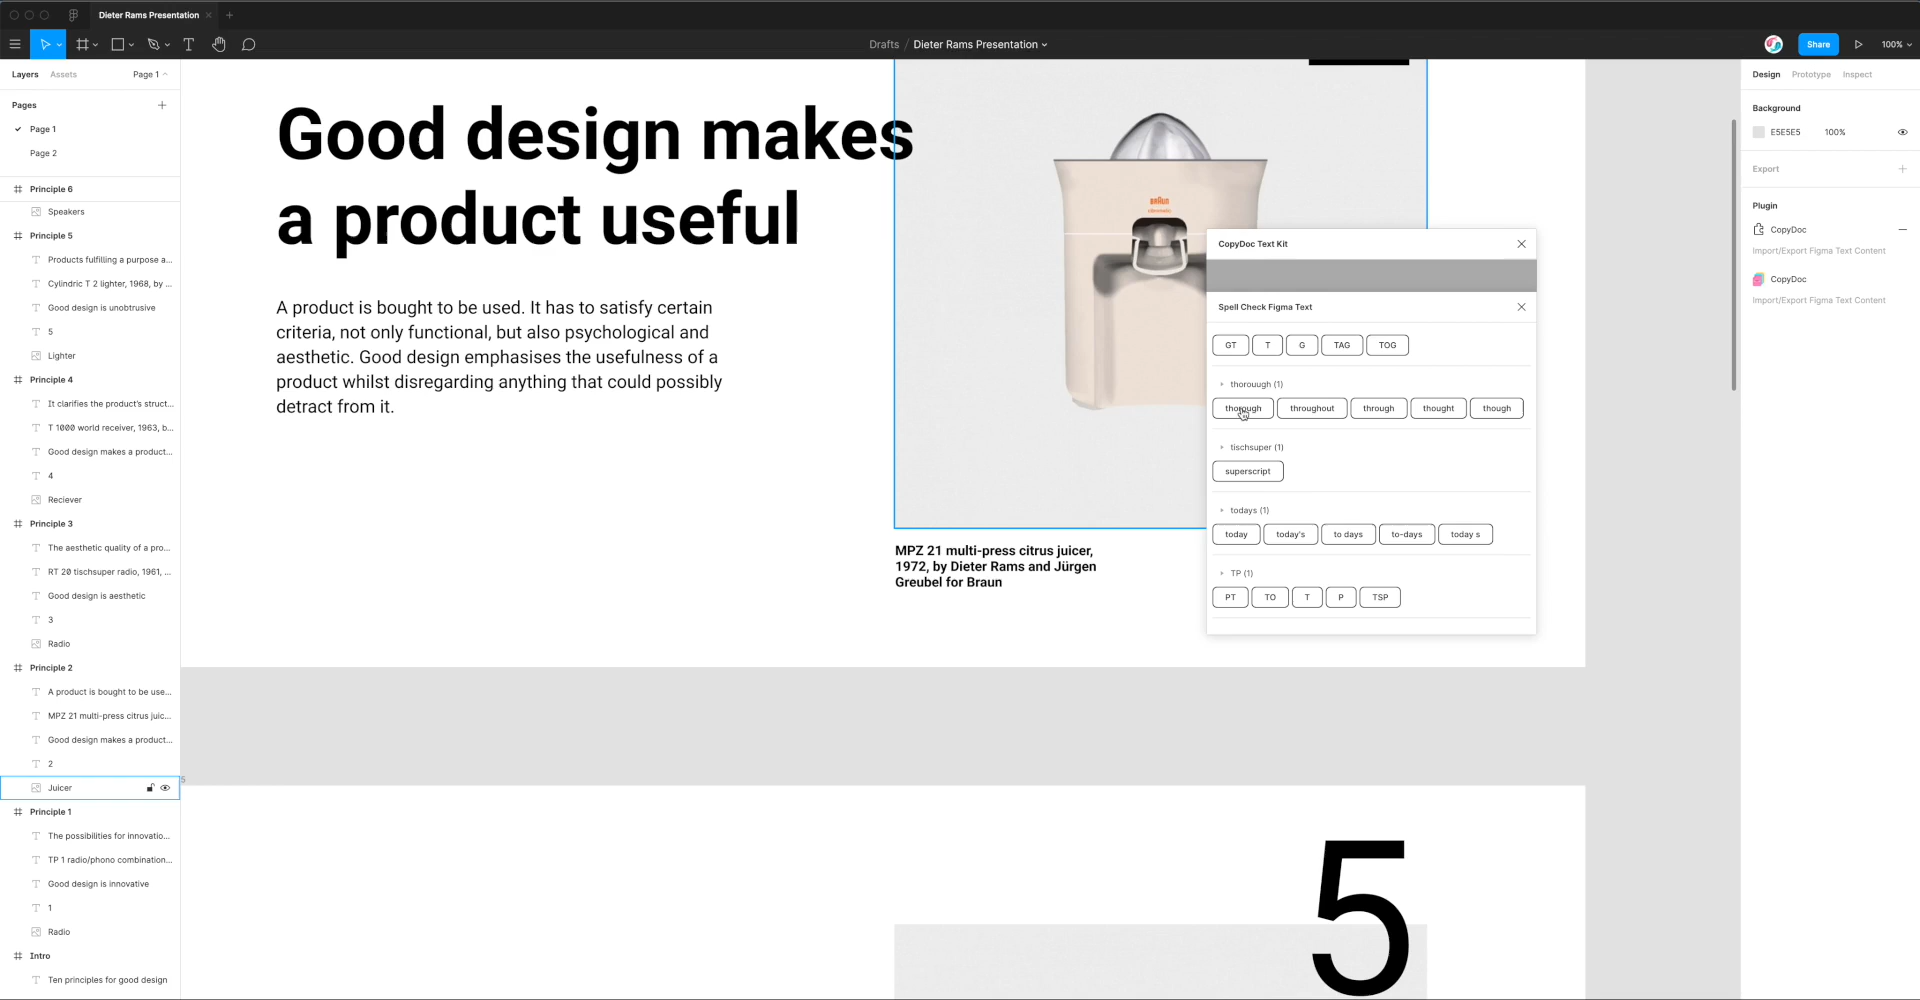 Dieter Rams Presentation
Drafts / Dieter Rams Presentation
Share
100%
Layers
Assets
Page 1
Pages
Page 1
Page 2
Principle 6
Speakers
Principle 5
Products fulfilling a purpose a...
Cylindric T 2 lighter, 1968, by ...
Good design is unobtrusive
5
Lighter
Principle 4
It clarifies the product's struct...
T 1000 world receiver, 1963, b...
Good design makes a product...
4
Reciever
Principle 3
The aesthetic quality of a pro...
RT 20 tischsuper radio, 1961, ...
Good design is aesthetic
3
Radio
Principle 2
A product is bought to be use...
MPZ 21 multi-press citrus juic...
Good design makes a product...
2
Juicer
Principle 1
The possibilities for innovatio...
TP 1 radio/phono combination...
Good design is innovative
1
Radio
Intro
Ten principles for good design
Good design makes
a product useful
A product is bought to be used. It has to satisfy certain
criteria, not only functional, but also psychological and
aesthetic. Good design emphasises the usefulness of a
product whilst disregarding anything that could possibly
detract from it.
BRAUN
citromatic
MPZ 21 multi-press citrus juicer,
1972, by Dieter Rams and Jürgen
Greubel for Braun
5
5
CopyDoc Text Kit
Spell Check Figma Text
GT T G TAG TOG
thorouugh (1)
thorough throughout through thought though
tischsuper (1)
superscript
todays (1)
today today's to days to-days today s
TP (1)
PT TO T P TSP
Design
Prototype
Inspect
Background
E5E5E5 100%
Export
Plugin
CopyDoc
Import/Export Figma Text Content
CopyDoc
Import/Export Figma Text Content